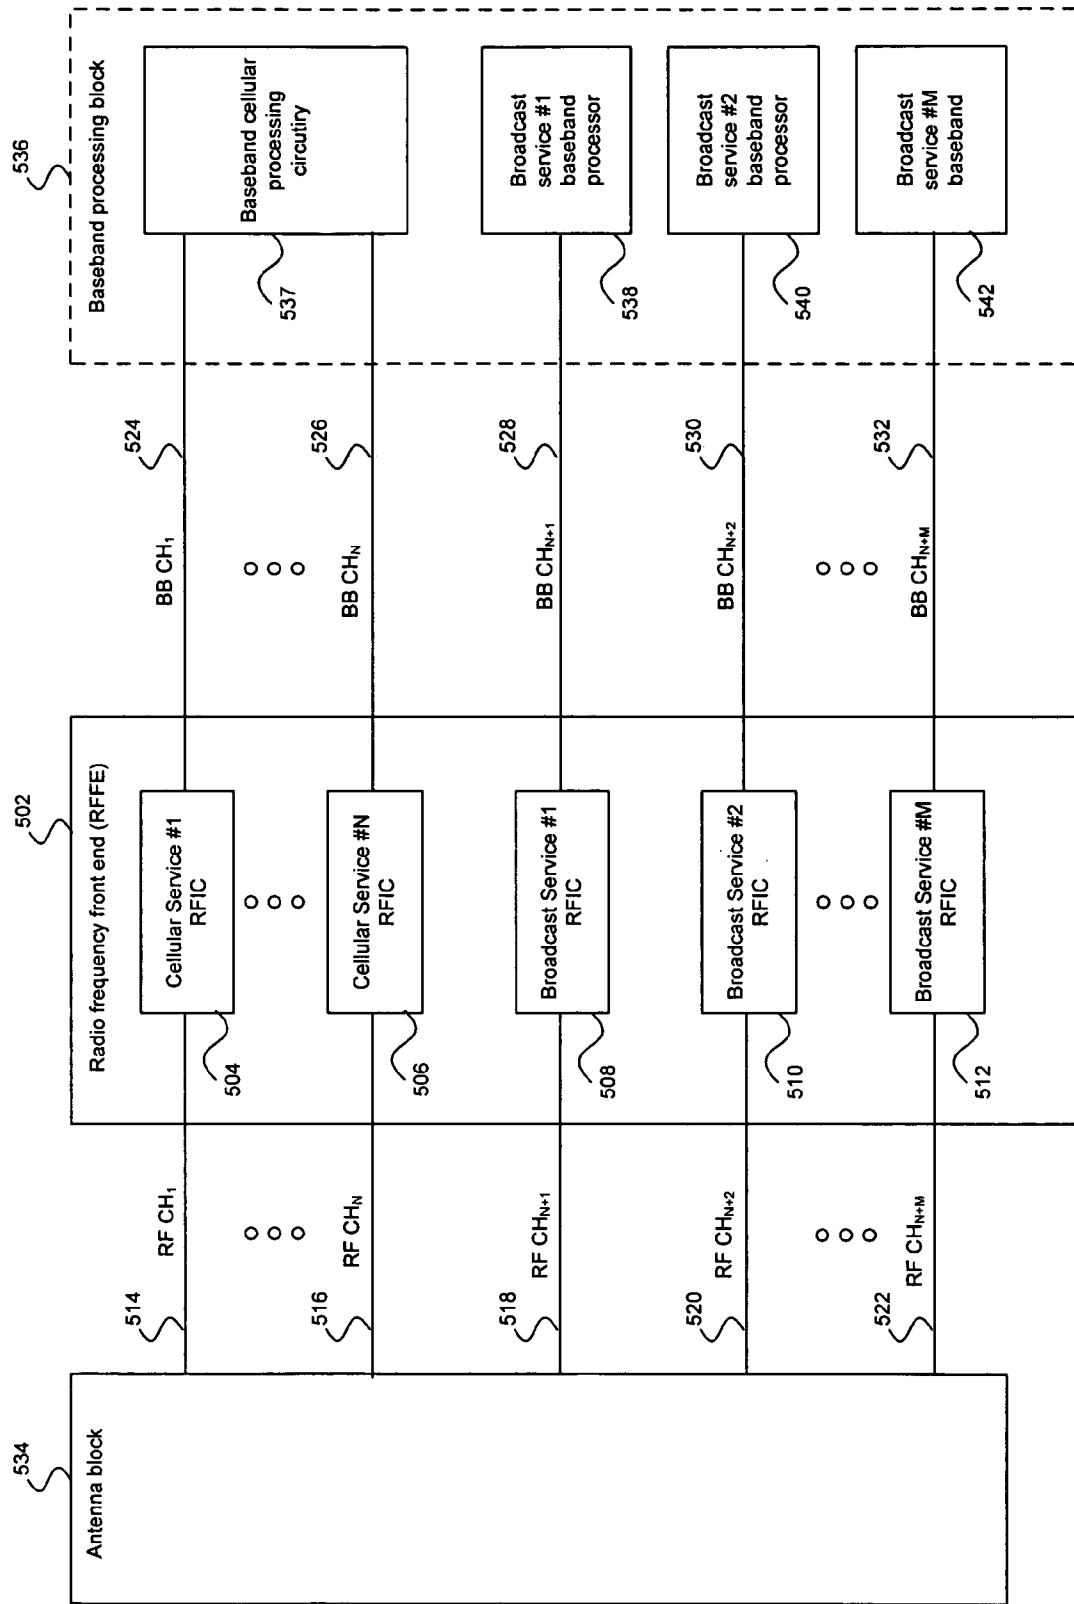 534
Antenna block
514
RF CH1
516
RF CHN
518
RF CHN+1
520
RF CHN+2
522
RF CHN+M
502
Radio frequency front end (RFFE)
Cellular Service #1
RFIC
504
Cellular Service #N
RFIC
506
Broadcast Service #1
RFIC
508
Broadcast Service #2
RFIC
510
Broadcast Service #M
RFIC
512
524
BB CH1
526
BB CHN
528
BB CHN+1
530
BB CHN+2
532
BB CHN+M
536
Baseband processing block
Baseband cellular
processing
circutiry
537
Broadcast
service #1
baseband
processor
538
Broadcast
service #2
baseband
processor
540
Broadcast
service #M
baseband
542